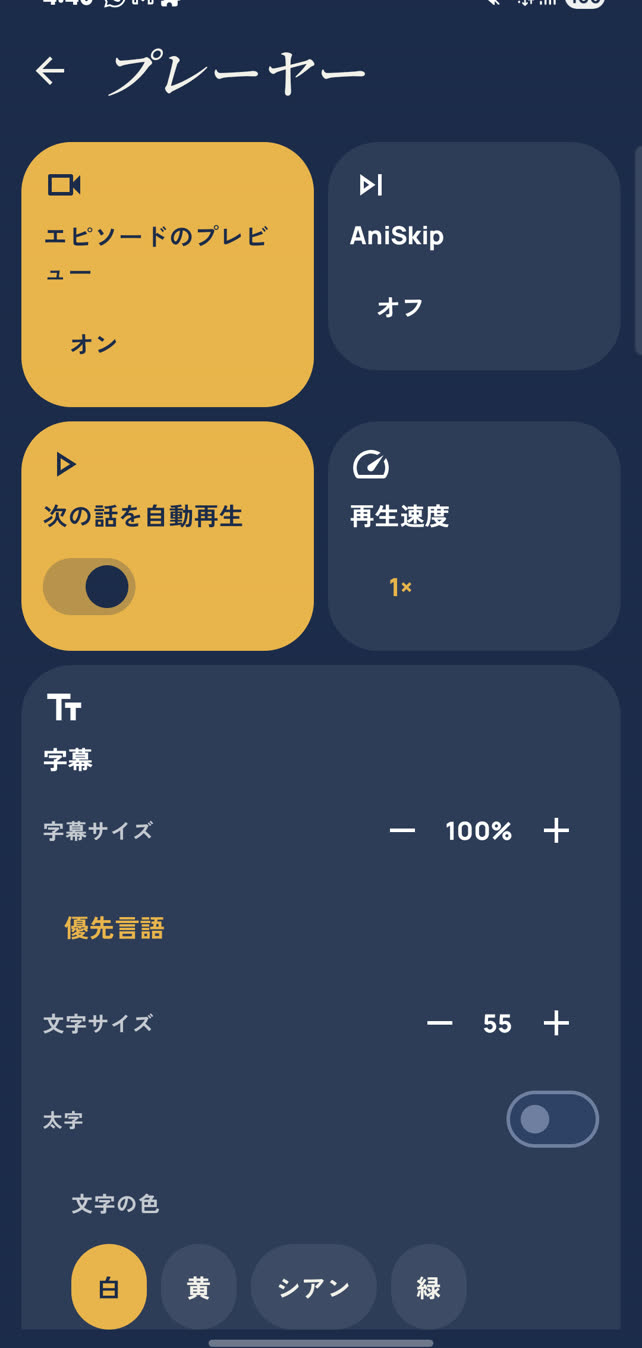 プレーヤー
エピソードのプレビ
ュー
オン
AniSkip
オフ
次の話を自動再生
再生速度
1×
字幕
字幕サイズ
100%
優先言語
文字サイズ
55
太字
文字の色
白 黄 シアン 緑